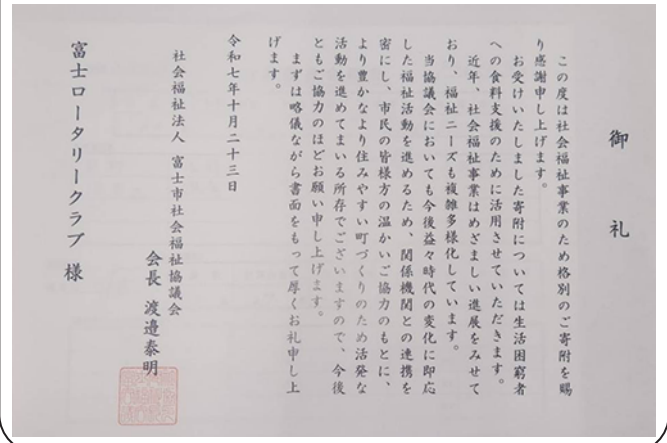 御礼
この度は社会福祉事業のため格別のご寄附を賜
り感謝申し上げます。
お受けいたしました寄附については生活困窮者
への食料支援のために活用させていただきます。
近年、社会福祉事業はめざましい進展をみせて
おり、福祉ニーズも複雑多様化しています。
当協議会においても今後益々時代の変化に即応
した福祉活動を進めるため、関係機関との連携を
密にし、市民の皆様方の温かいご協力のもとに、
より豊かなより住みやすい町づくりのため活発な
活動を進めてまいる所存でございますので、今後
ともご協力のほどお願い申し上げます。
まずは略儀ながら書面をもって厚くお礼申し上
げます。
令和七年十月二十三日
社会福祉法人 富士市社会福祉協議会
会長 渡邉泰明
富士ロータリークラブ 様